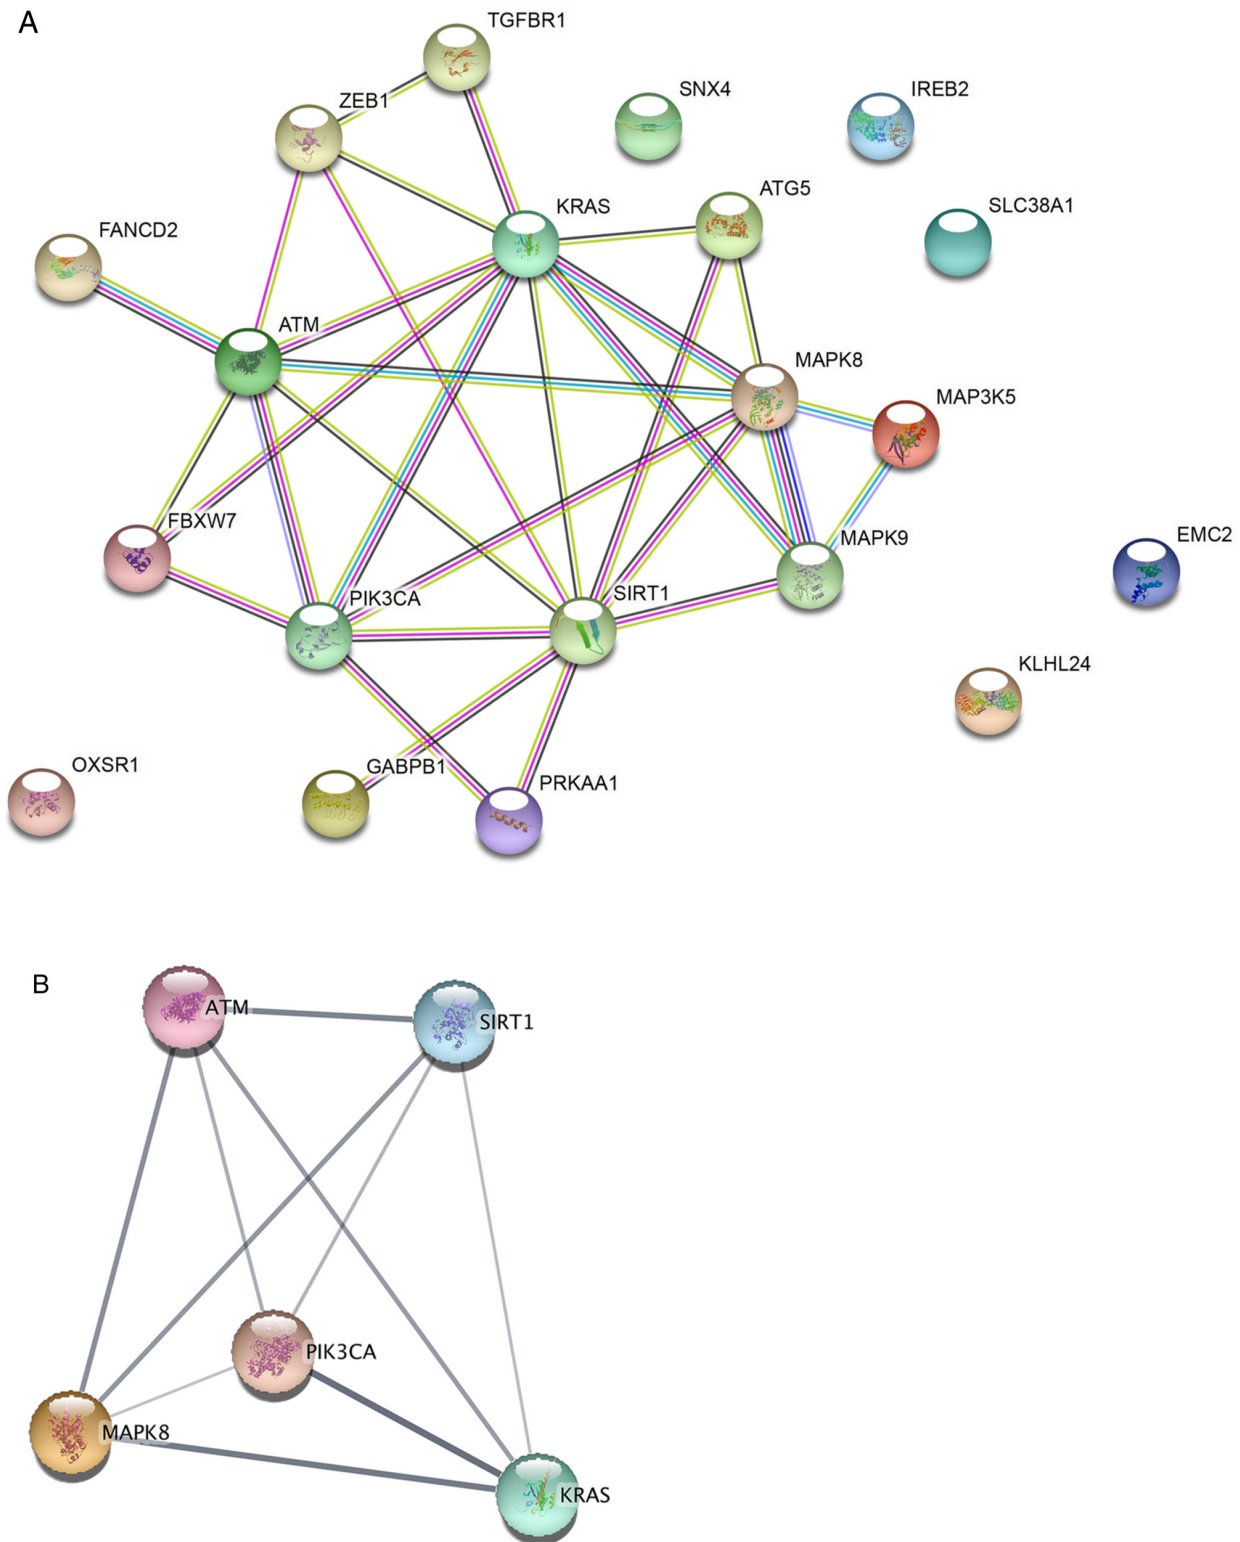 A
TGFBR1
ZEB1
SNX4
IREB2
KRAS
ATG5
SLC38A1
FANCD2
ATM
MAPK8
MAP3K5
FBXW7
MAPK9
EMC2
PIK3CA
SIRT1
KLHL24
OXSR1
GABPB1
PRKAA1
B
ATM
SIRT1
PIK3CA
MAPK8
KRAS